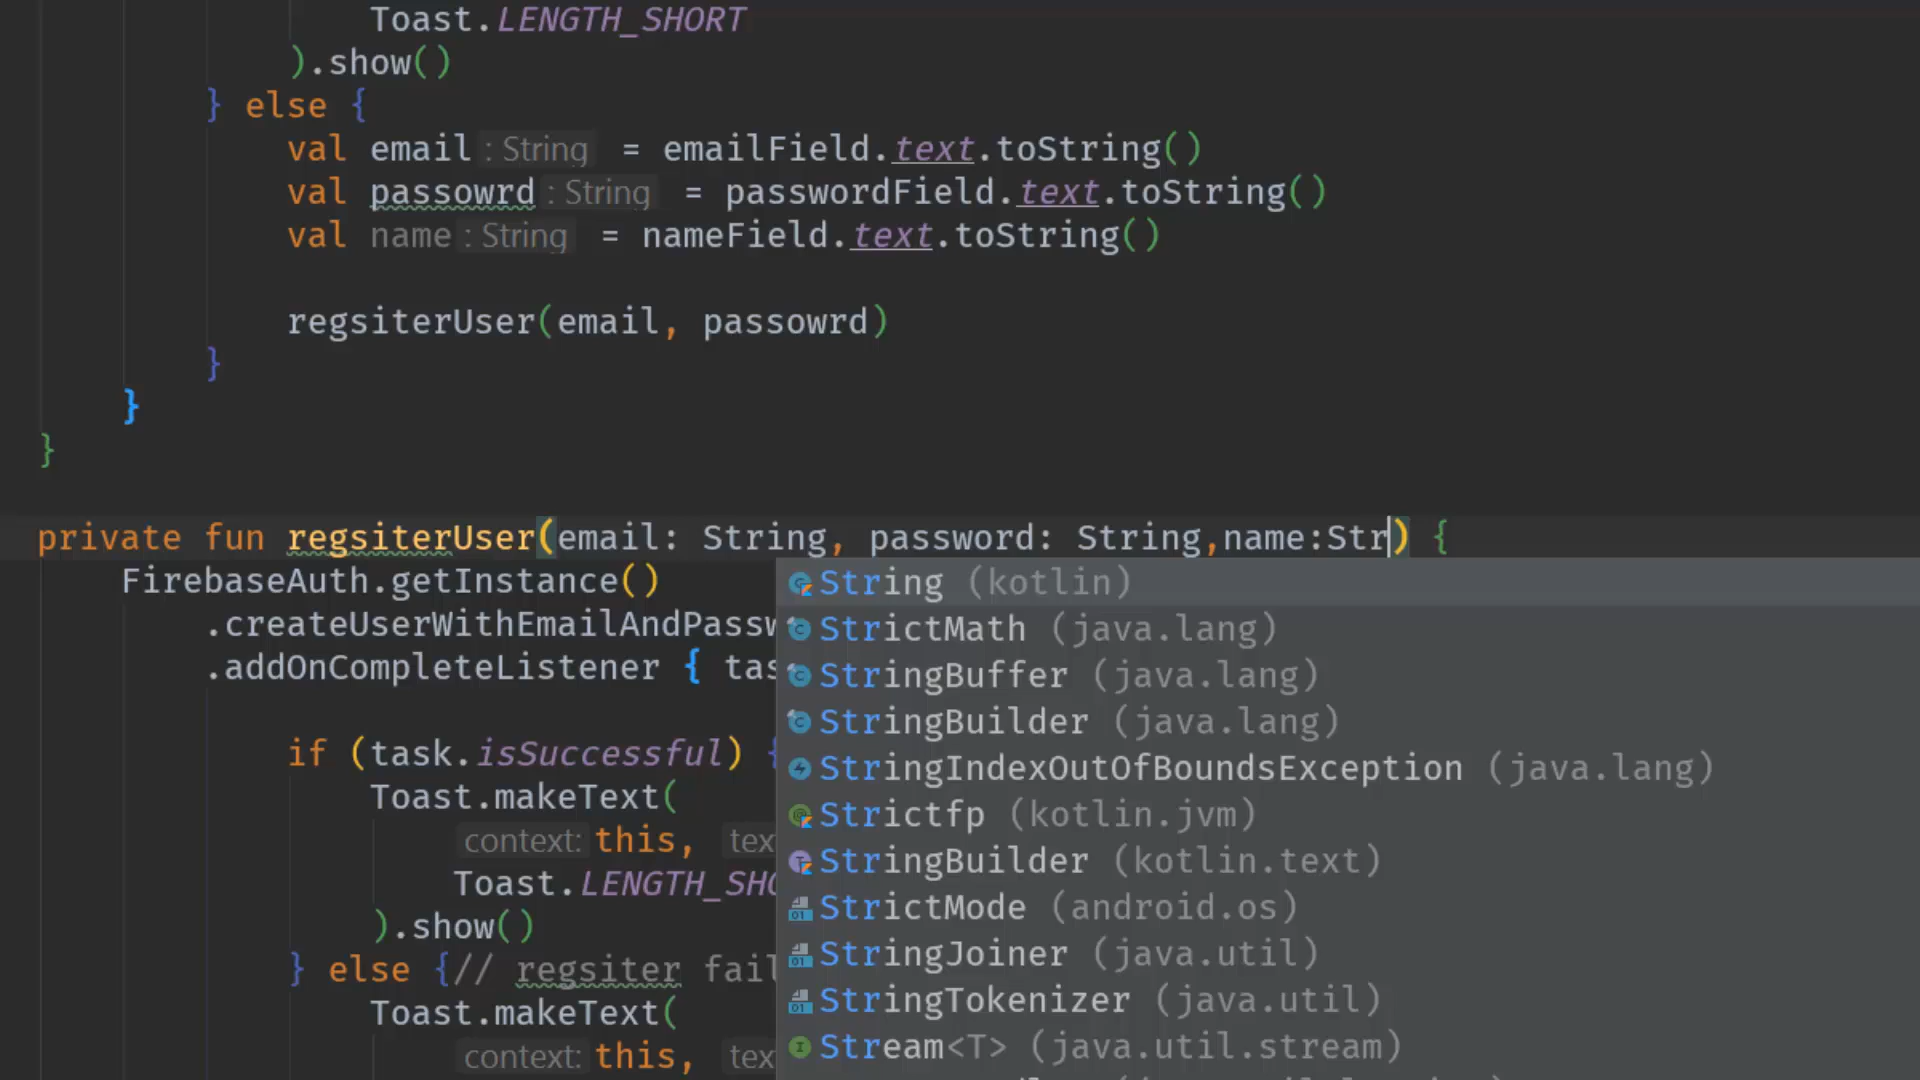 Toast.LENGTH_SHORT
).show()
} else {
val email : String = emailField.text.toString()
val passowrd : String = passwordField.text.toString()
val name : String = nameField.text.toString()
regsiterUser(email, passowrd)
}
}
}
private fun regsiterUser(email: String, password: String,name:Str) {
FirebaseAuth.getInstance()
String (kotlin)
.createUserWithEmailAndPassw
StrictMath (java.lang)
.addOnCompleteListener { tas
StringBuffer (java.lang)
StringBuilder (java.lang)
if (task.isSuccessful) {
StringIndexOutOfBoundsException (java.lang)
Toast.makeText(
Strictfp (kotlin.jvm)
context: this, tex
StringBuilder (kotlin.text)
Toast.LENGTH_SHO
StrictMode (android.os)
).show()
StringJoiner (java.util)
} else {// regsiter fail
StringTokenizer (java.util)
Toast.makeText(
Stream<T> (java.util.stream)
context: this, tex